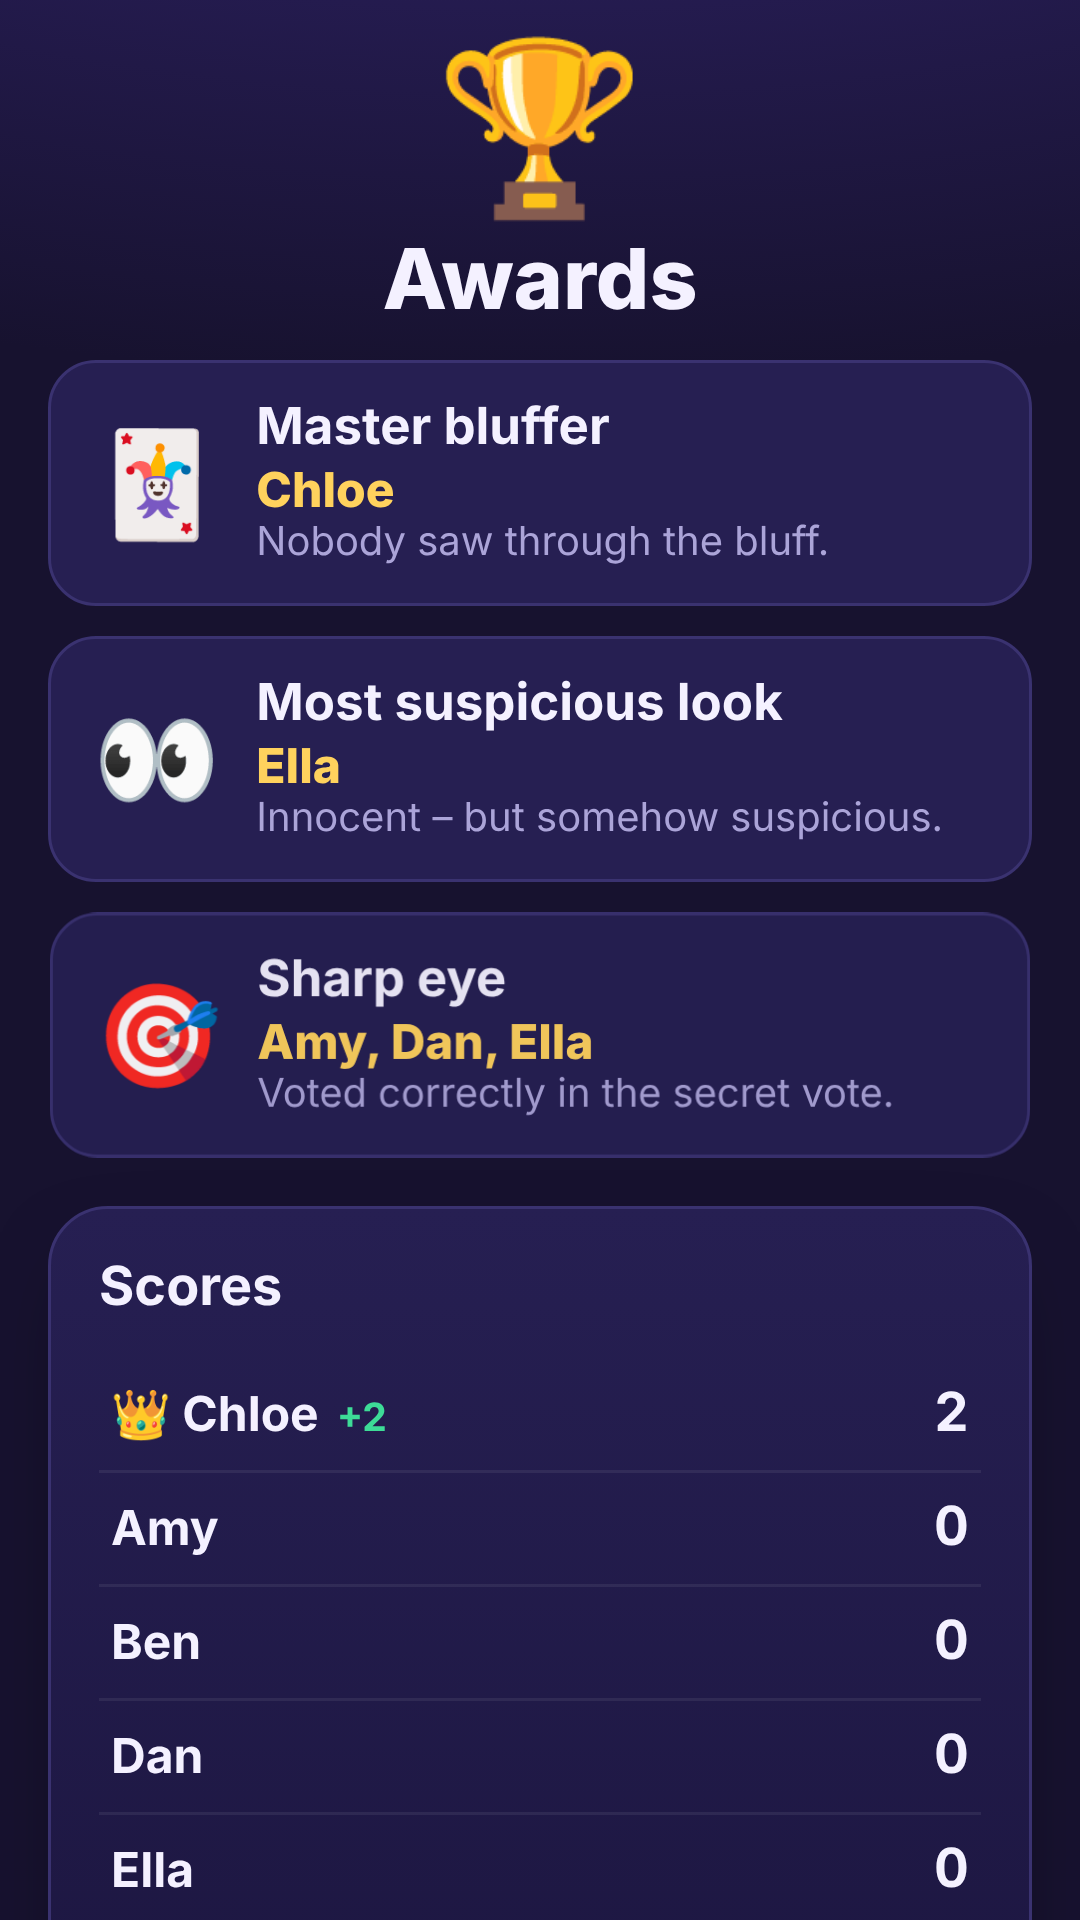 Awards
Master bluffer
Chloe
Nobody saw through the bluff.
Most suspicious look
Ella
Innocent – but somehow suspicious.
Sharp eye
Amy, Dan, Ella
Voted correctly in the secret vote.
Scores
Chloe +2 2
Amy 0
Ben 0
Dan 0
Ella 0